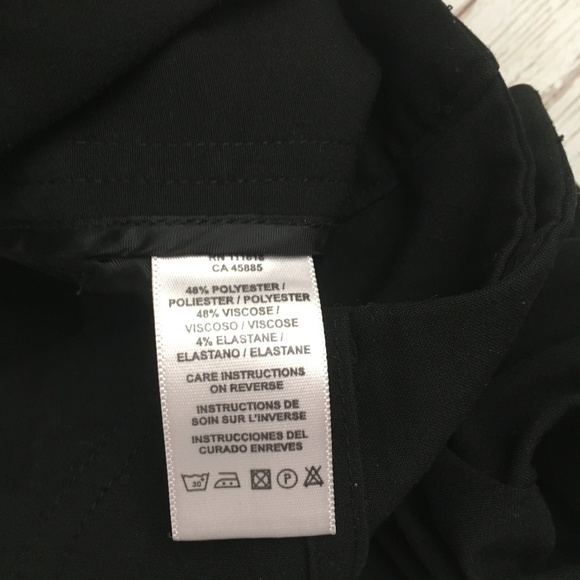 RN 111818
CA 45885
48% POLYESTER /
POLIESTER / POLYESTER
48% VISCOSE /
VISCOSO / VISCOSE
4% ELASTANE /
ELASTANO / ELASTANE
CARE INSTRUCTIONS
ON REVERSE
INSTRUCTIONS DE
SOIN SUR L'INVERSE
INSTRUCCIONES DEL
CURADO ENREVES
30° P